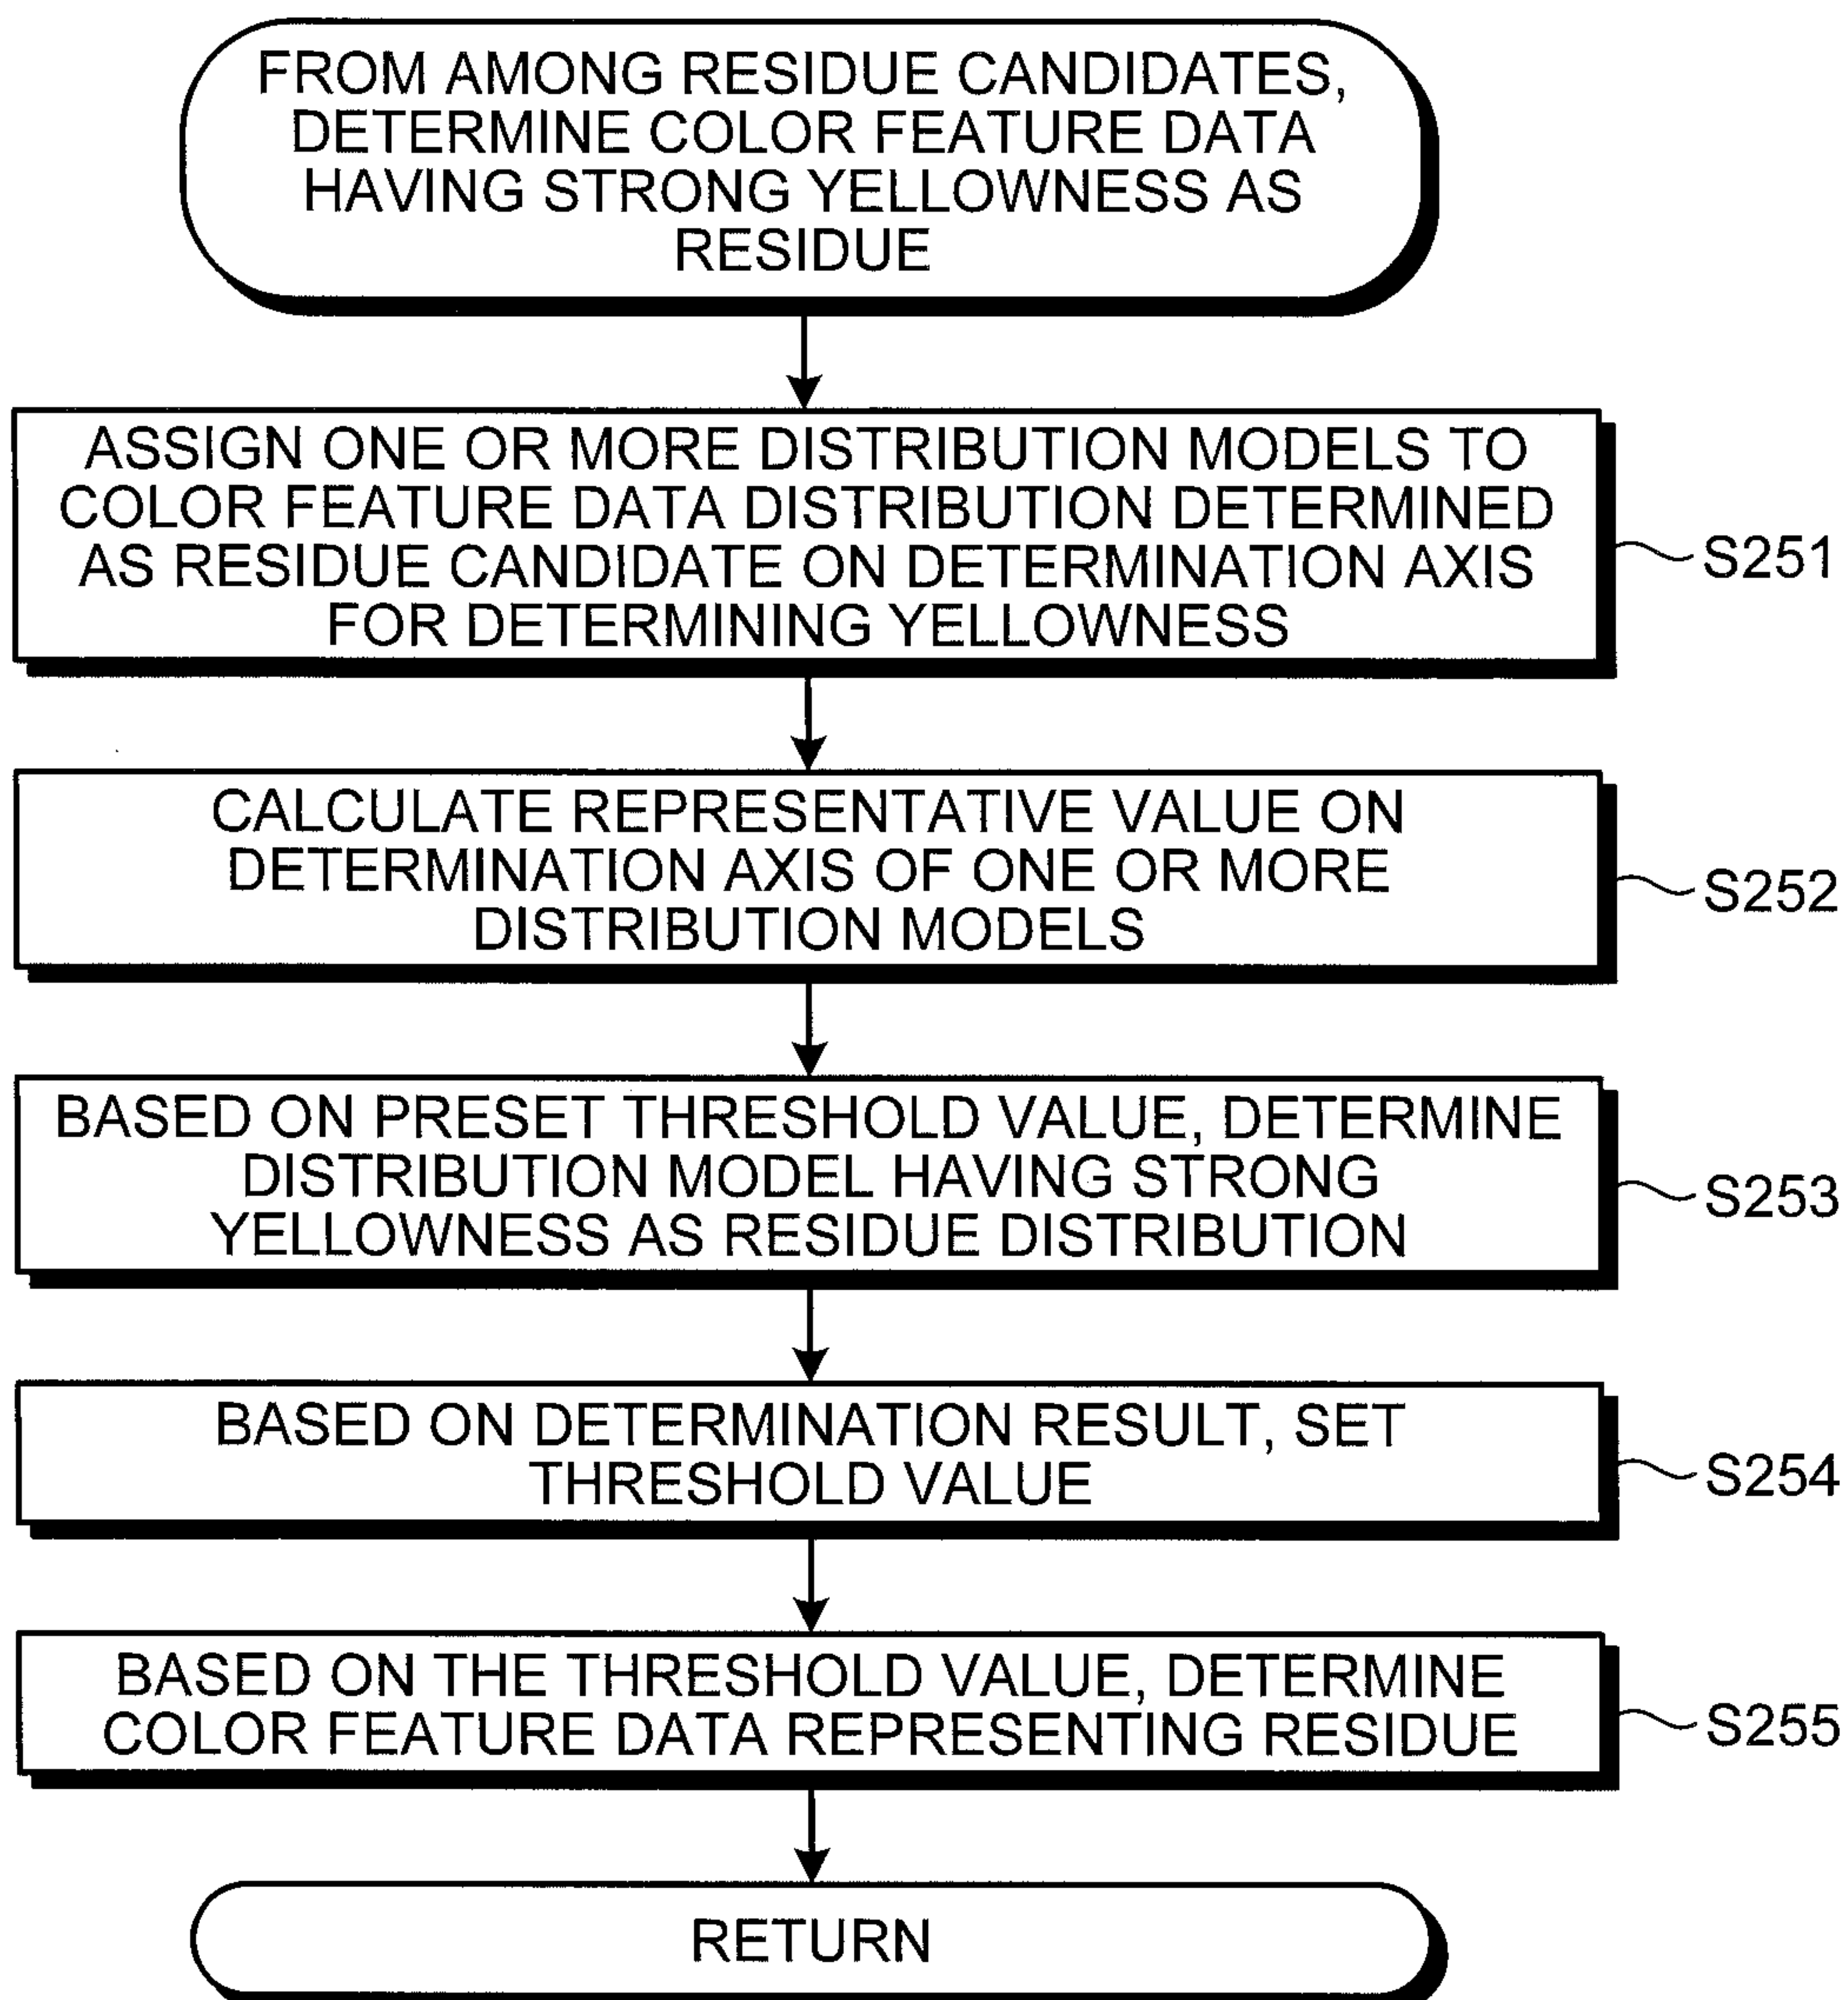 FROM AMONG RESIDUE CANDIDATES,
DETERMINE COLOR FEATURE DATA
HAVING STRONG YELLOWNESS AS
RESIDUE
ASSIGN ONE OR MORE DISTRIBUTION MODELS TO
COLOR FEATURE DATA DISTRIBUTION DETERMINED
AS RESIDUE CANDIDATE ON DETERMINATION AXIS
FOR DETERMINING YELLOWNESS
S251
CALCULATE REPRESENTATIVE VALUE ON
DETERMINATION AXIS OF ONE OR MORE
DISTRIBUTION MODELS
S252
BASED ON PRESET THRESHOLD VALUE, DETERMINE
DISTRIBUTION MODEL HAVING STRONG
YELLOWNESS AS RESIDUE DISTRIBUTION
S253
BASED ON DETERMINATION RESULT, SET
THRESHOLD VALUE
S254
BASED ON THE THRESHOLD VALUE, DETERMINE
COLOR FEATURE DATA REPRESENTING RESIDUE
S255
RETURN